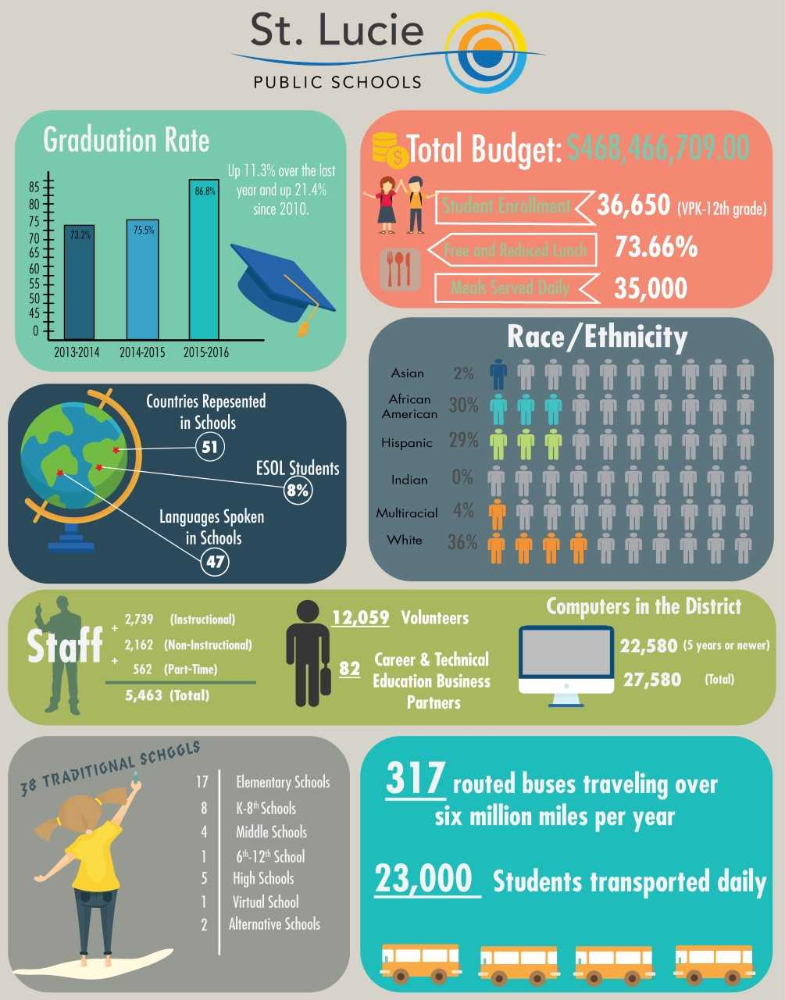 St. Lucie
PUBLIC SCHOOLS
Graduation Rate
Up 11.3% over the last
year and up 21.4%
since 2010.
85
80
75
70
65
60
55
50
45
0
73.2%
75.5%
86.8%
2013-2014
2014-2015
2015-2016
Total Budget: $468,466,709.00
Student Enrollment
36,650 (VPK-12th grade)
Free and Reduced Lunch
73.66%
Meals Served Daily
35,000
Race/Ethnicity
Asian 2%
African
American
30%
Hispanic 29%
Indian 0%
Multiracial 4%
White 36%
Countries Repesented
in Schools
51
ESOL Students
8%
Languages Spoken
in Schools
47
Staff
2,739 (Instructional)
+
2,162 (Non-Instructional)
+
562 (Part-Time)
5,463 (Total)
12,059 Volunteers
82
Career & Technical
Education Business
Partners
Computers in the District
22,580 (5 years or newer)
27,580 (Total)
38 TRADITIONAL SCHOOLS
17 Elementary Schools
8 K-8th Schools
4 Middle Schools
1 6th-12th School
5 High Schools
1 Virtual School
2 Alternative Schools
317 routed buses traveling over
six million miles per year
23,000 Students transported daily